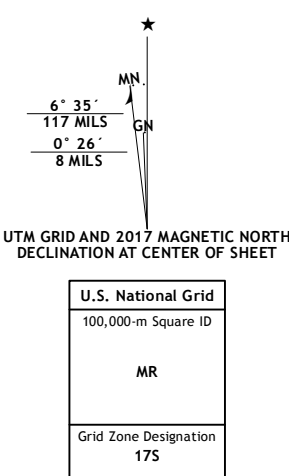 ★
MN
GN
6° 35´
117 MILS
0° 26´
8 MILS
UTM GRID AND 2017 MAGNETIC NORTH
DECLINATION AT CENTER OF SHEET
U.S. National Grid
100,000-m Square ID
MR
Grid Zone Designation
17S